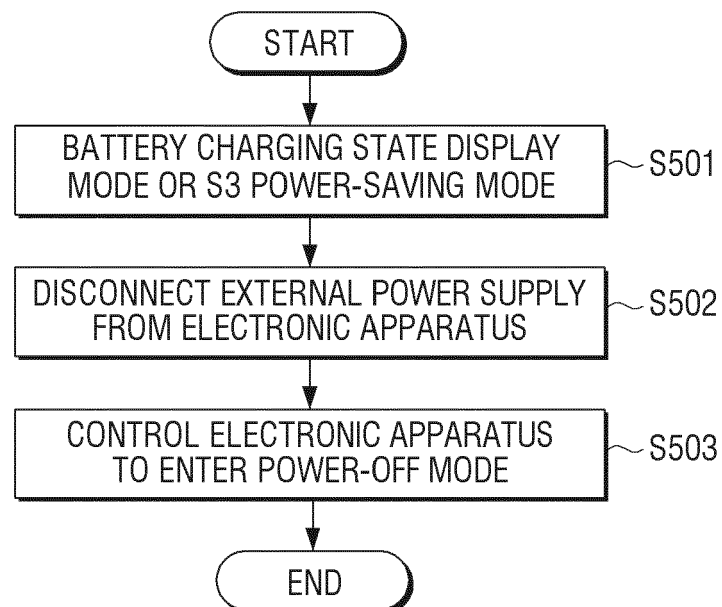 START
BATTERY CHARGING STATE DISPLAY
MODE OR S3 POWER-SAVING MODE
S501
DISCONNECT EXTERNAL POWER SUPPLY
FROM ELECTRONIC APPARATUS
S502
CONTROL ELECTRONIC APPARATUS
TO ENTER POWER-OFF MODE
S503
END